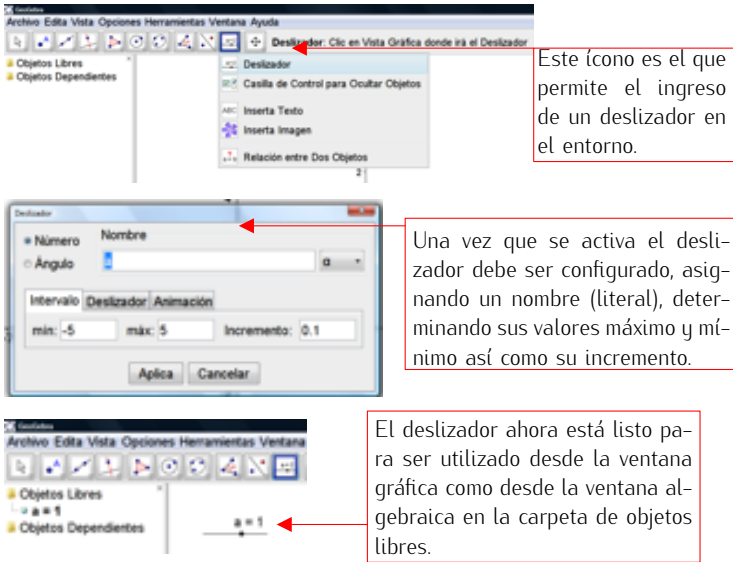 GeoGebra
Archivo Edita Vista Opciones Herramientas Ventana Ayuda
Deslizador: Clic en Vista Gráfica donde irá el Deslizador
Objetos Libres
Objetos Dependientes
Deslizador
Casilla de Control para Ocultar Objetos
ABC Inserta Texto
Inserta Imagen
Relación entre Dos Objetos
2
Este ícono es el que
permite el ingreso
de un deslizador en
el entorno.
Deslizador
Número
Ángulo
Nombre
a
α
Intervalo Deslizador Animación
min: -5 máx: 5 Incremento: 0.1
Aplica Cancelar
Una vez que se activa el desli-
zador debe ser configurado, asig-
nando un nombre (literal), deter-
minando sus valores máximo y mí-
nimo así como su incremento.
GeoGebra
Archivo Edita Vista Opciones Herramientas Ventana
Objetos Libres
a = 1
Objetos Dependientes
a = 1
El deslizador ahora está listo pa-
ra ser utilizado desde la ventana
gráfica como desde la ventana al-
gebraica en la carpeta de objetos
libres.